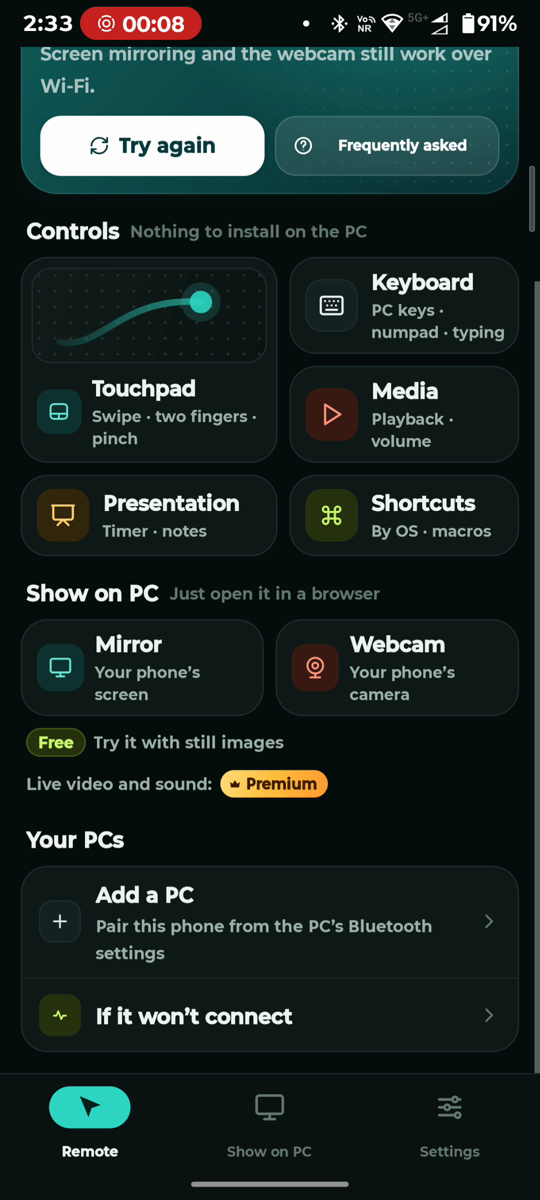 2:33
00:08
Vo
NR
5G+
91%
Screen mirroring and the webcam still work over
Wi-Fi.
Try again
Frequently asked
Controls Nothing to install on the PC
Touchpad
Swipe · two fingers ·
pinch
Keyboard
PC keys ·
numpad · typing
Media
Playback ·
volume
Presentation
Timer · notes
Shortcuts
By OS · macros
Show on PC Just open it in a browser
Mirror
Your phone’s
screen
Webcam
Your phone’s
camera
Free Try it with still images
Live video and sound: Premium
Your PCs
Add a PC
Pair this phone from the PC’s Bluetooth
settings
If it won’t connect
Remote
Show on PC
Settings